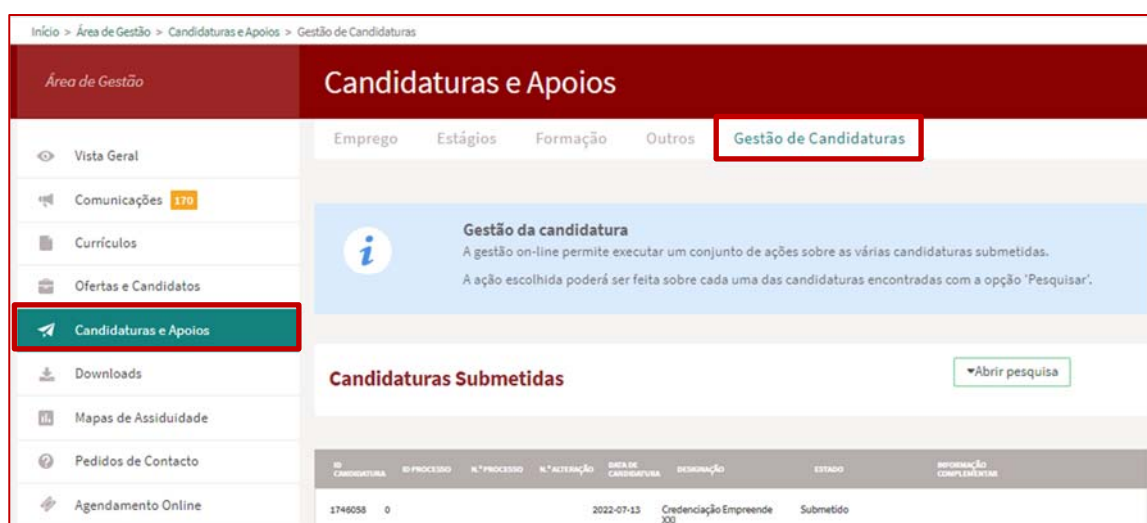 Início > Área de Gestão > Candidaturas e Apoios > Gestão de Candidaturas
Área de Gestão
Candidaturas e Apoios
Emprego Estágios Formação Outros Gestão de Candidaturas
Vista Geral
Comunicações 170
Currículos
Ofertas e Candidatos
Candidaturas e Apoios
Downloads
Mapas de Assiduidade
Pedidos de Contacto
Agendamento Online
i
Gestão da candidatura
A gestão on-line permite executar um conjunto de ações sobre as várias candidaturas submetidas.
A ação escolhida poderá ser feita sobre cada uma das candidaturas encontradas com a opção 'Pesquisar'.
Candidaturas Submetidas
Abrir pesquisa
ID CANDIDATURA ID PROCESSO N.º PROCESSO N.º ALTERAÇÃO DATA DE CANDIDATURA DESIGNAÇÃO ESTADO INFORMAÇÃO COMPLEMENTAR
1746058 0 2022-07-13 Credenciação Empreende Submetido
XXI